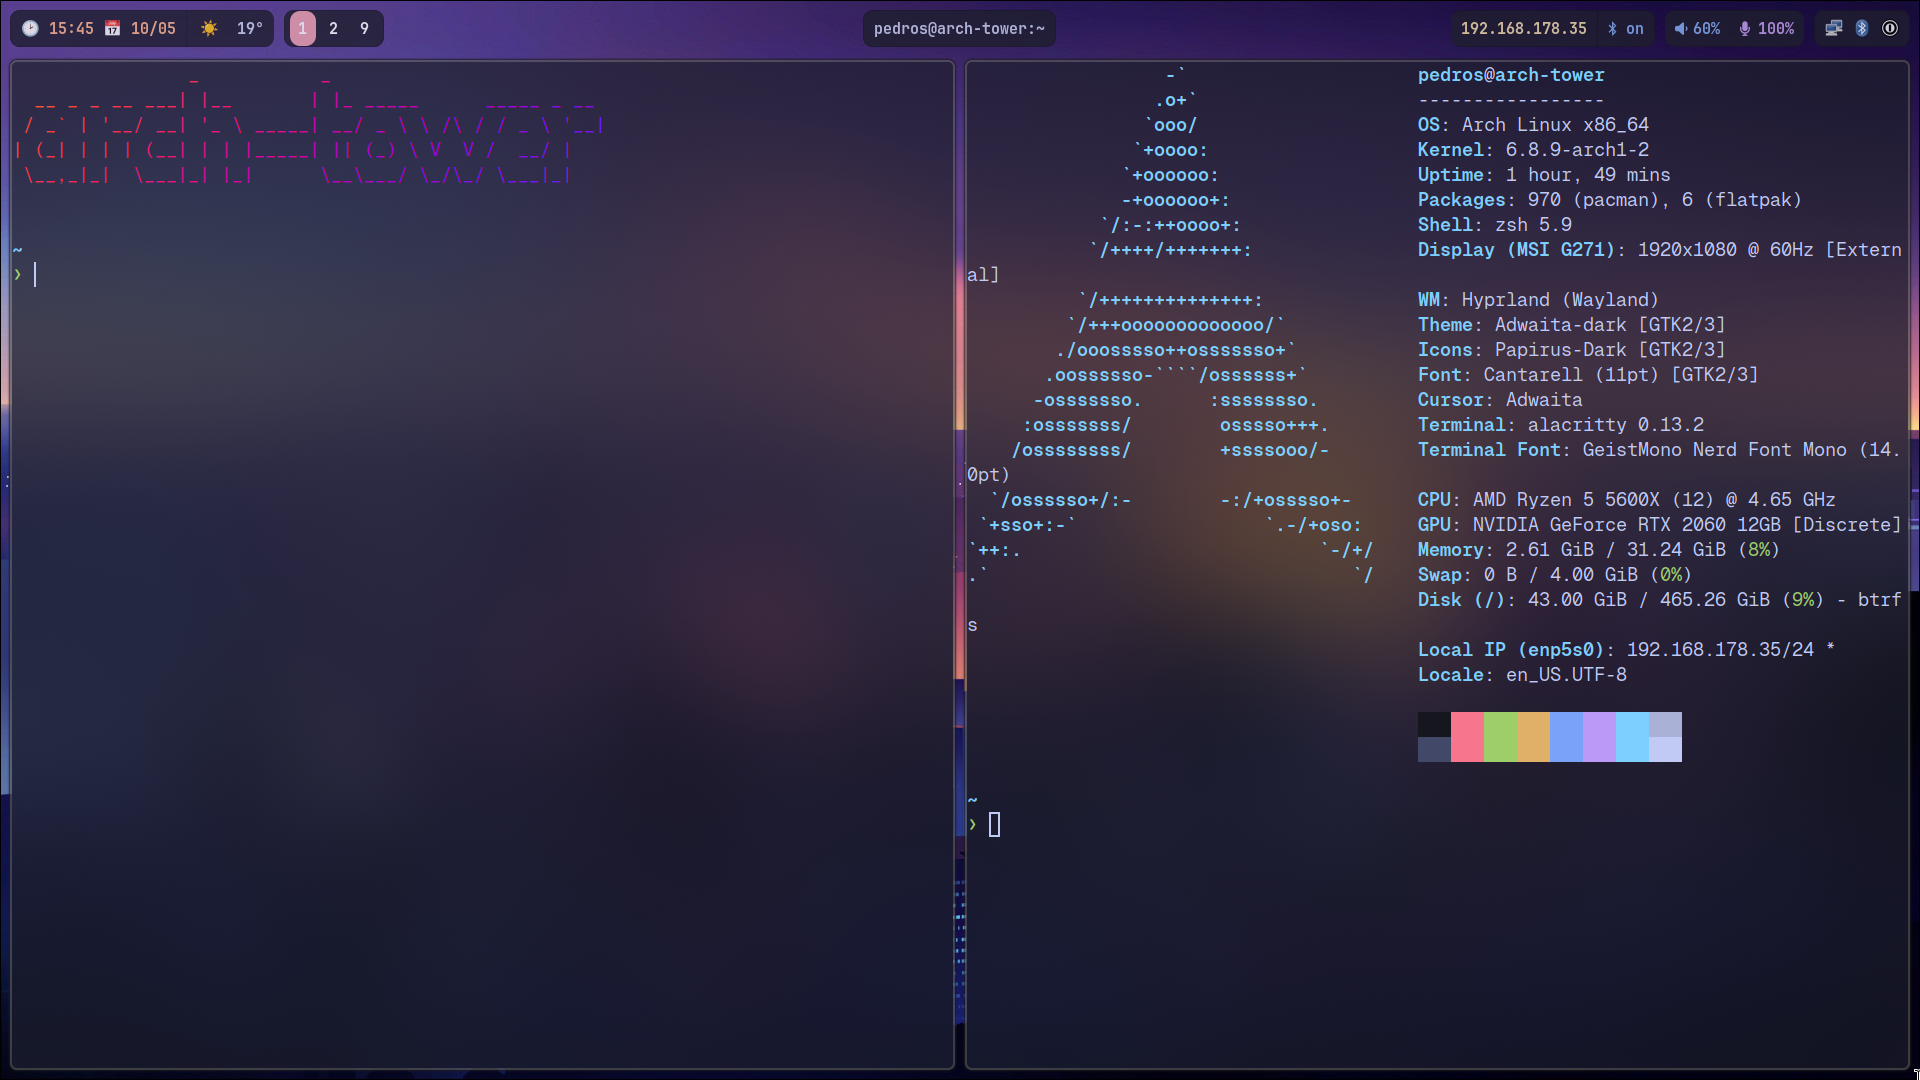 15:45 10/05 19° 1 2 9 pedros@arch-tower:~ 192.168.178.35 on 60% 100%
arch-tower
~
❯
pedros@arch-tower
-----------------
OS: Arch Linux x86_64
Kernel: 6.8.9-arch1-2
Uptime: 1 hour, 49 mins
Packages: 970 (pacman), 6 (flatpak)
Shell: zsh 5.9
Display (MSI G271): 1920x1080 @ 60Hz [Extern
al]
WM: Hyprland (Wayland)
Theme: Adwaita-dark [GTK2/3]
Icons: Papirus-Dark [GTK2/3]
Font: Cantarell (11pt) [GTK2/3]
Cursor: Adwaita
Terminal: alacritty 0.13.2
Terminal Font: GeistMono Nerd Font Mono (14.
0pt)
CPU: AMD Ryzen 5 5600X (12) @ 4.65 GHz
GPU: NVIDIA GeForce RTX 2060 12GB [Discrete]
Memory: 2.61 GiB / 31.24 GiB (8%)
Swap: 0 B / 4.00 GiB (0%)
Disk (/): 43.00 GiB / 465.26 GiB (9%) - btrf
s
Local IP (enp5s0): 192.168.178.35/24 *
Locale: en_US.UTF-8
~
❯